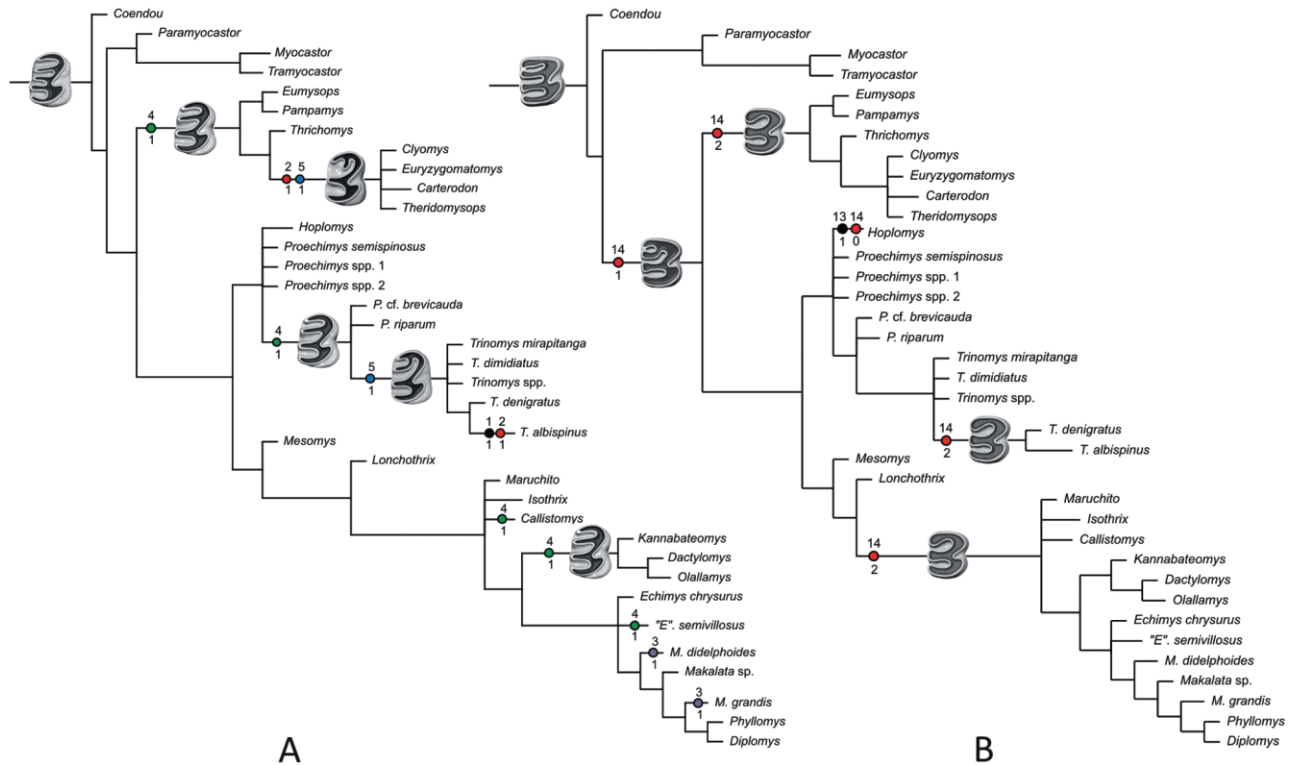 Coendou
Paramyocastor
Myocastor
Tramyocastor
Eumysops
Pampamys
4
1
Thrichomys
2 5
1 1
Clyomys
Euryzygomatomys
Carterodon
Theridomysops
Hoplomys
Proechimys semispinosus
Proechimys spp. 1
Proechimys spp. 2
P. cf. brevicauda
P. riparum
4
1
Trinomys mirapitanga
T. dimidiatus
Trinomys spp.
5
1
T. denigratus
1 2
1 1
T. albispinus
Mesomys
Lonchothrix
Maruchito
Isothrix
4
1
Callistomys
4
1
Kannabateomys
Dactylomys
Olallamys
Echimys chrysurus
4
1
"E". semivillosus
3
1
M. didelphoides
Makalata sp.
3
1
M. grandis
Phyllomys
Diplomys
A
Coendou
Paramyocastor
Myocastor
Tramyocastor
Eumysops
Pampamys
14
2
Thrichomys
Clyomys
Euryzygomatomys
Carterodon
Theridomysops
14
1
13 14
1 0
Hoplomys
Proechimys semispinosus
Proechimys spp. 1
Proechimys spp. 2
P. cf. brevicauda
P. riparum
Trinomys mirapitanga
T. dimidiatus
Trinomys spp.
14
2
T. denigratus
T. albispinus
Mesomys
Lonchothrix
14
2
Maruchito
Isothrix
Callistomys
Kannabateomys
Dactylomys
Olallamys
Echimys chrysurus
"E". semivillosus
M. didelphoides
Makalata sp.
M. grandis
Phyllomys
Diplomys
B